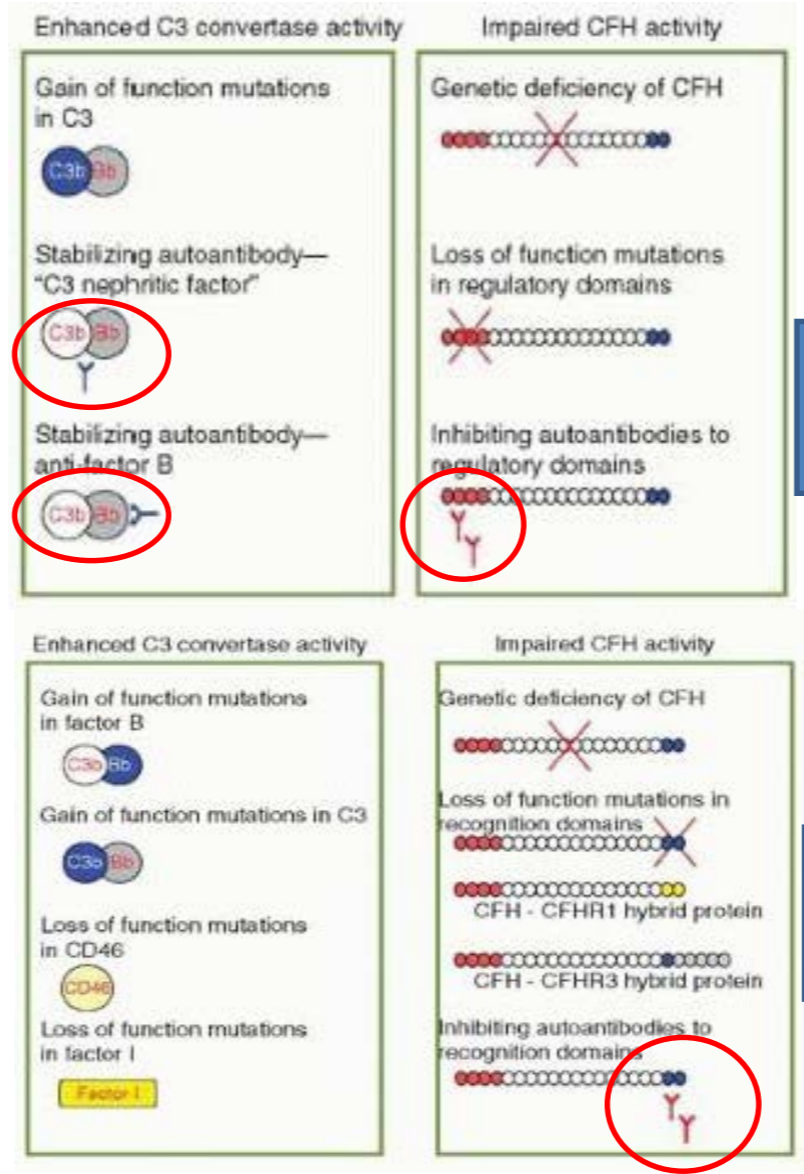 Enhanced C3 convertase activity
Gain of function mutations
in C3
C3b Bb
Stabilizing autoantibody—
“C3 nephritic factor”
C3b Bb
Stabilizing autoantibody—
anti-factor B
C3b Bb
Impaired CFH activity
Genetic deficiency of CFH
Loss of function mutations
in regulatory domains
Inhibiting autoantibodies to
regulatory domains
Enhanced C3 convertase activity
Gain of function mutations
in factor B
C3b Bb
Gain of function mutations in C3
C3b Bb
Loss of function mutations
in CD46
CD46
Loss of function mutations
in factor I
Factor I
Impaired CFH activity
Genetic deficiency of CFH
Loss of function mutations in
recognition domains
CFH - CFHR1 hybrid protein
CFH - CFHR3 hybrid protein
Inhibiting autoantibodies to
recognition domains